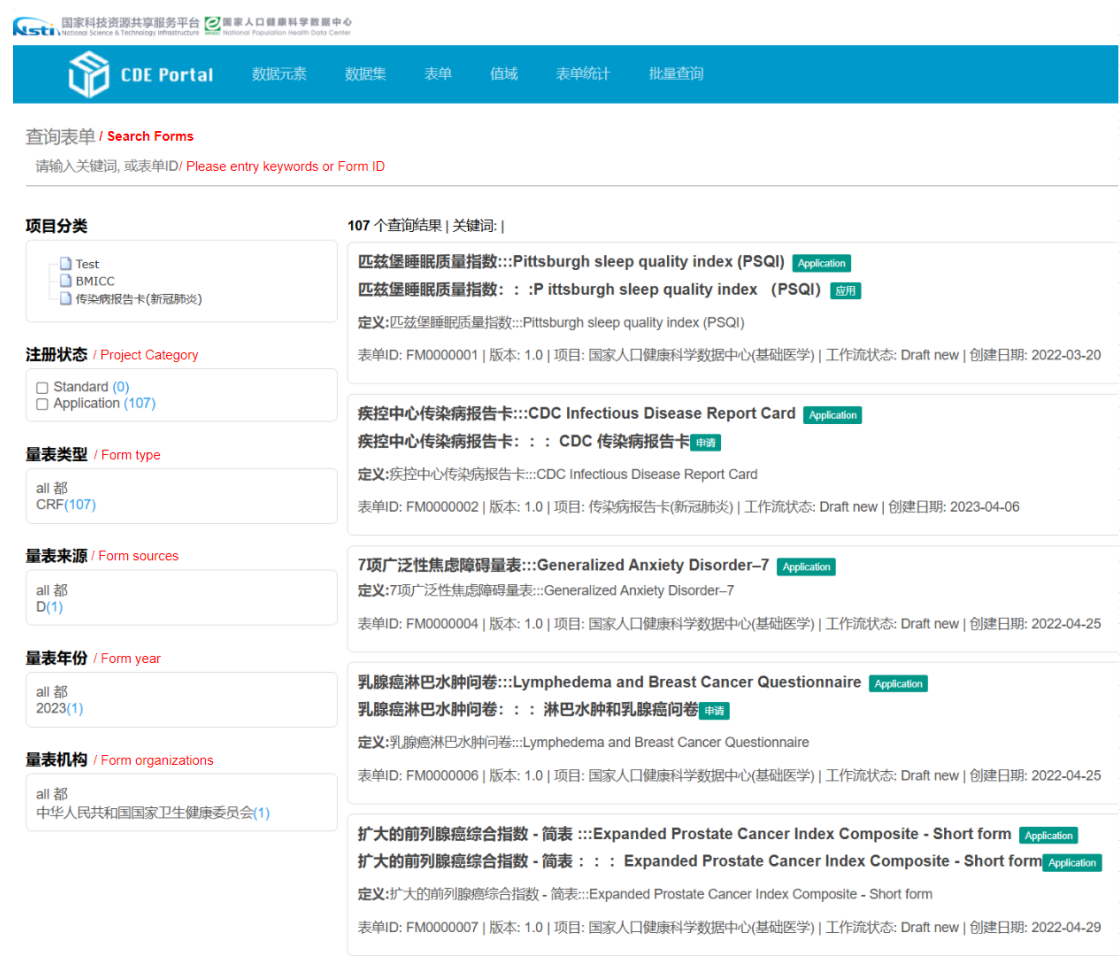 国家科技资源共享服务平台 国家人口健康科学数据中心
National Science & Technology Infrastructure National Population Health Data Center
CDE Portal 数据元素 数据集 表单 值域 表单统计 批量查询
查询表单 / Search Forms
请输入关键词, 或表单ID/ Please entry keywords or Form ID
项目分类
Test
BMICC
传染病报告卡(新冠肺炎)
注册状态 / Project Category
Standard (0)
Application (107)
量表类型 / Form type
all 都
CRF(107)
量表来源 / Form sources
all 都
D(1)
量表年份 / Form year
all 都
2023(1)
量表机构 / Form organizations
all 都
中华人民共和国国家卫生健康委员会(1)
107 个查询结果 | 关键词: |
匹兹堡睡眠质量指数:::Pittsburgh sleep quality index (PSQI) Application
匹兹堡睡眠质量指数：：:P ittsburgh sleep quality index （PSQI) 应用
定义:匹兹堡睡眠质量指数:::Pittsburgh sleep quality index (PSQI)
表单ID: FM0000001 | 版本: 1.0 | 项目: 国家人口健康科学数据中心(基础医学) | 工作流状态: Draft new | 创建日期: 2022-03-20
疾控中心传染病报告卡:::CDC Infectious Disease Report Card Application
疾控中心传染病报告卡：：：CDC 传染病报告卡 申请
定义:疾控中心传染病报告卡:::CDC Infectious Disease Report Card
表单ID: FM0000002 | 版本: 1.0 | 项目: 传染病报告卡(新冠肺炎) | 工作流状态: Draft new | 创建日期: 2023-04-06
7项广泛性焦虑障碍量表:::Generalized Anxiety Disorder–7 Application
定义:7项广泛性焦虑障碍量表:::Generalized Anxiety Disorder–7
表单ID: FM0000004 | 版本: 1.0 | 项目: 国家人口健康科学数据中心(基础医学) | 工作流状态: Draft new | 创建日期: 2022-04-25
乳腺癌淋巴水肿问卷:::Lymphedema and Breast Cancer Questionnaire Application
乳腺癌淋巴水肿问卷：：：淋巴水肿和乳腺癌问卷 申请
定义:乳腺癌淋巴水肿问卷:::Lymphedema and Breast Cancer Questionnaire
表单ID: FM0000006 | 版本: 1.0 | 项目: 国家人口健康科学数据中心(基础医学) | 工作流状态: Draft new | 创建日期: 2022-04-25
扩大的前列腺癌综合指数 - 简表 :::Expanded Prostate Cancer Index Composite - Short form Application
扩大的前列腺癌综合指数 - 简表：：：Expanded Prostate Cancer Index Composite - Short form Application
定义:扩大的前列腺癌综合指数 - 简表:::Expanded Prostate Cancer Index Composite - Short form
表单ID: FM0000007 | 版本: 1.0 | 项目: 国家人口健康科学数据中心(基础医学) | 工作流状态: Draft new | 创建日期: 2022-04-29